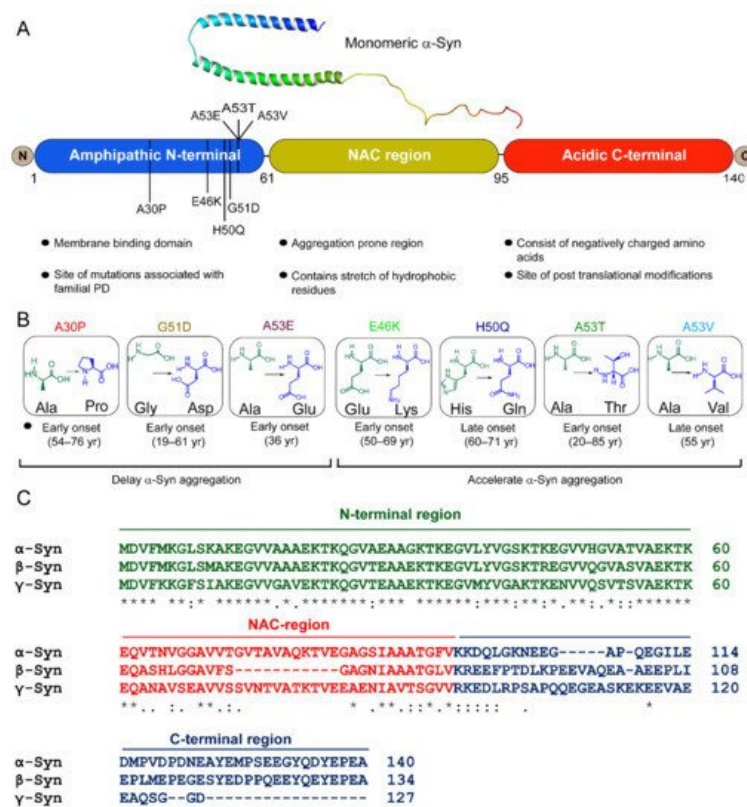 A
Monomeric α-Syn
A53T
A53E A53V
N Amphipathic N-terminal NAC region Acidic C-terminal C
1 61 95 140
A30P E46K G51D
H50Q
● Membrane binding domain
● Site of mutations associated with familial PD
● Aggregation prone region
● Contains stretch of hydrophobic residues
● Consist of negatively charged amino acids
● Site of post translational modifications
B
A30P G51D A53E E46K H50Q A53T A53V
Ala Pro Gly Asp Ala Glu Glu Lys His Gln Ala Thr Ala Val
● Early onset Early onset Early onset Early onset Late onset Early onset Late onset
(54–76 yr) (19–61 yr) (36 yr) (50–69 yr) (60–71 yr) (20–85 yr) (55 yr)
Delay α-Syn aggregation Accelerate α-Syn aggregation
C
N-terminal region
α-Syn MDVFMKGLSKAKEGVVAAAEKTKQGVAEAAGKTKEGVLYVGSKTKEGVVHGVATVAEKTK 60
β-Syn MDVFMKGLSMAKEGVVAAAEKTKQGVTEAAEKTKEGVLYVGSKTREGVVQGVASVAEKTK 60
γ-Syn MDVFKKGFSIAKEGVVGAVEKTKQGVTEAAEKTKEGVMYVGAKTKENVVQSVTSVAEKTK 60
NAC-region
α-Syn EQVTNVGGAVVTGVTAVAQKTVEGAGSIAAATGFVKKDQLGKNEEG-----AP-QEGILE 114
β-Syn EQASHLGGAVFS-----------GAGNIAAATGLVKREEFPTDLKPEEVAQEA-AEEPLI 108
γ-Syn EQANAVSEAVVSSVNTVATKTVEEAENIAVTSGVVRKEDLRPSAPQQEGEASKEKEEVAE 120
C-terminal region
α-Syn DMPVDPDNEAYEMPSEEGYQDYEPEA 140
β-Syn EPLMEPEGESYEDPPQEEYQEYEPEA 134
γ-Syn EAQSG--GD----------------- 127